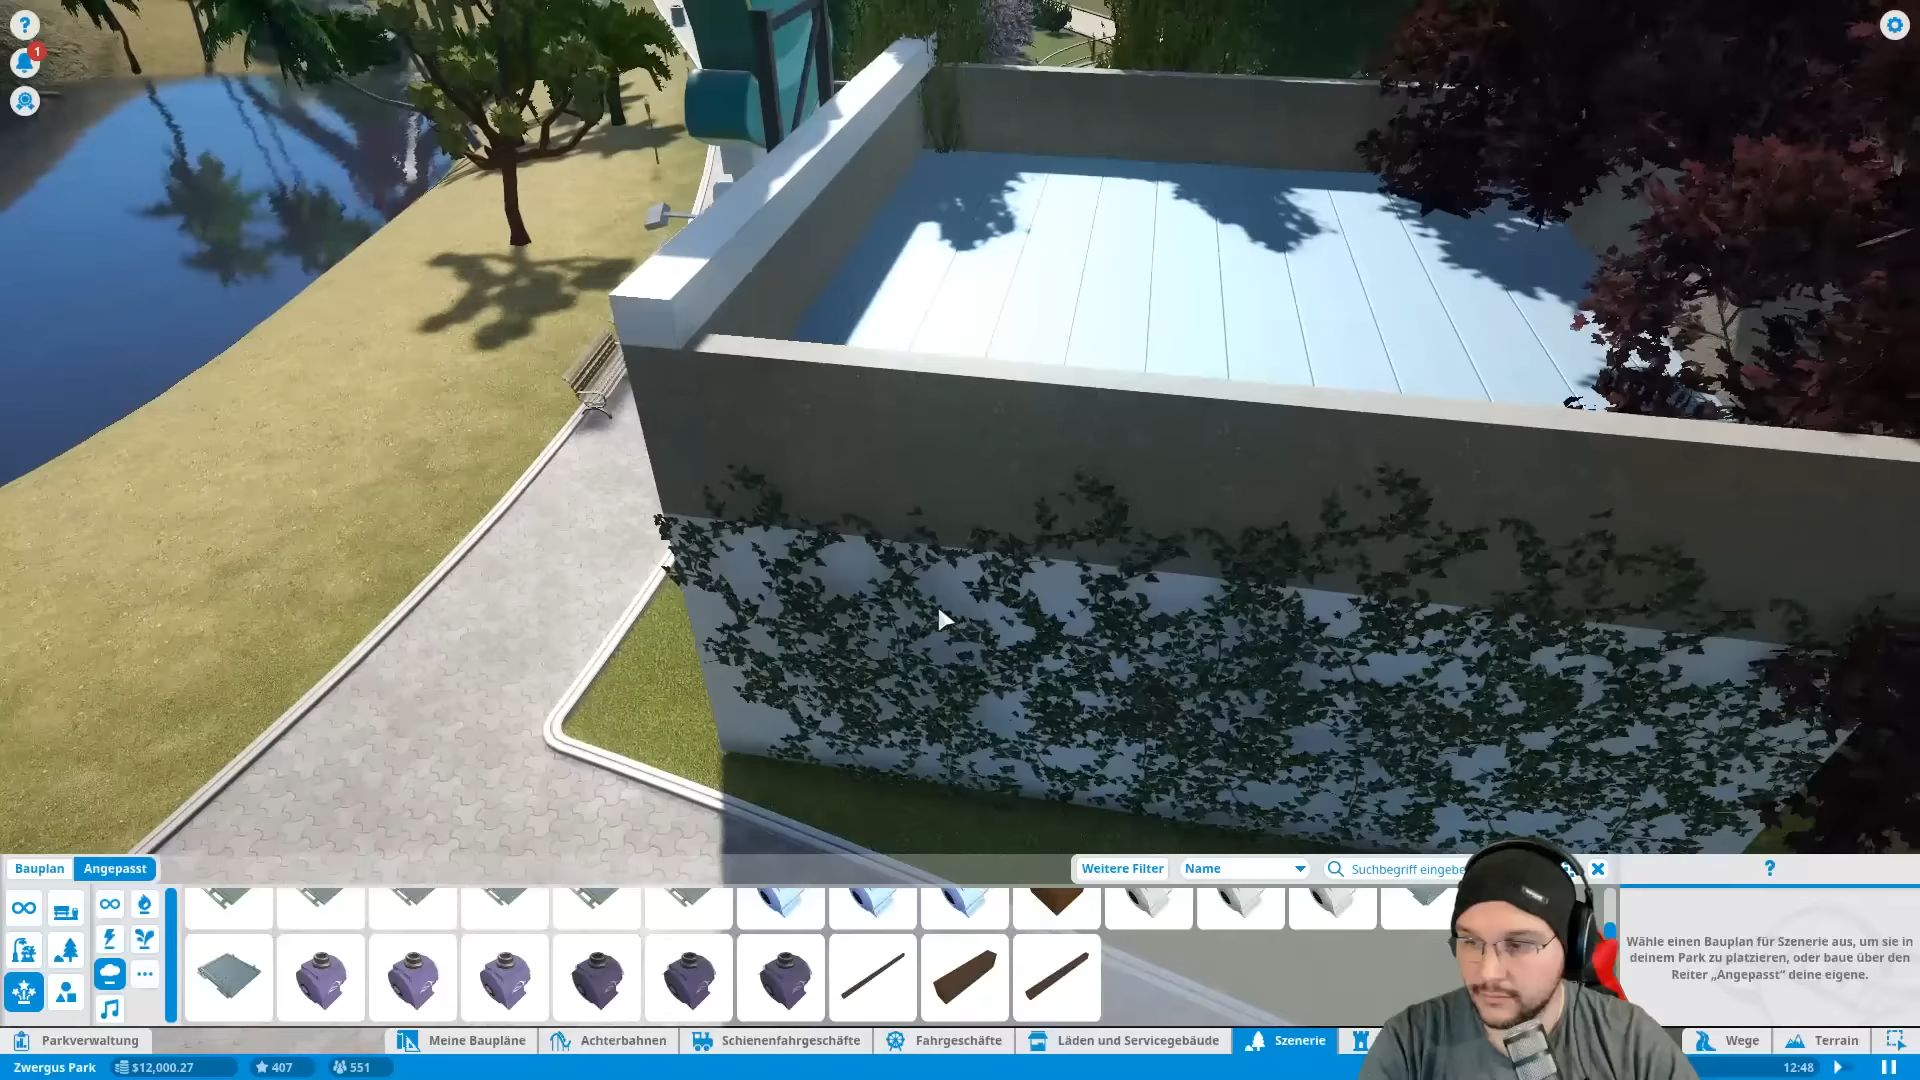 ?
1
Bauplan
Angepasst
Weitere Filter
Name
Suchbegriff eingebe
?
Wähle einen Bauplan für Szenerie aus, um sie in
deinem Park zu platzieren, oder baue über den
Reiter „Angepasst" deine eigene.
Parkverwaltung
Meine Baupläne
Achterbahnen
Schienenfahrgeschäfte
Fahrgeschäfte
Läden und Servicegebäude
Szenerie
Wege
Terrain
Zwergus Park
$12,000.27
407
551
12:48